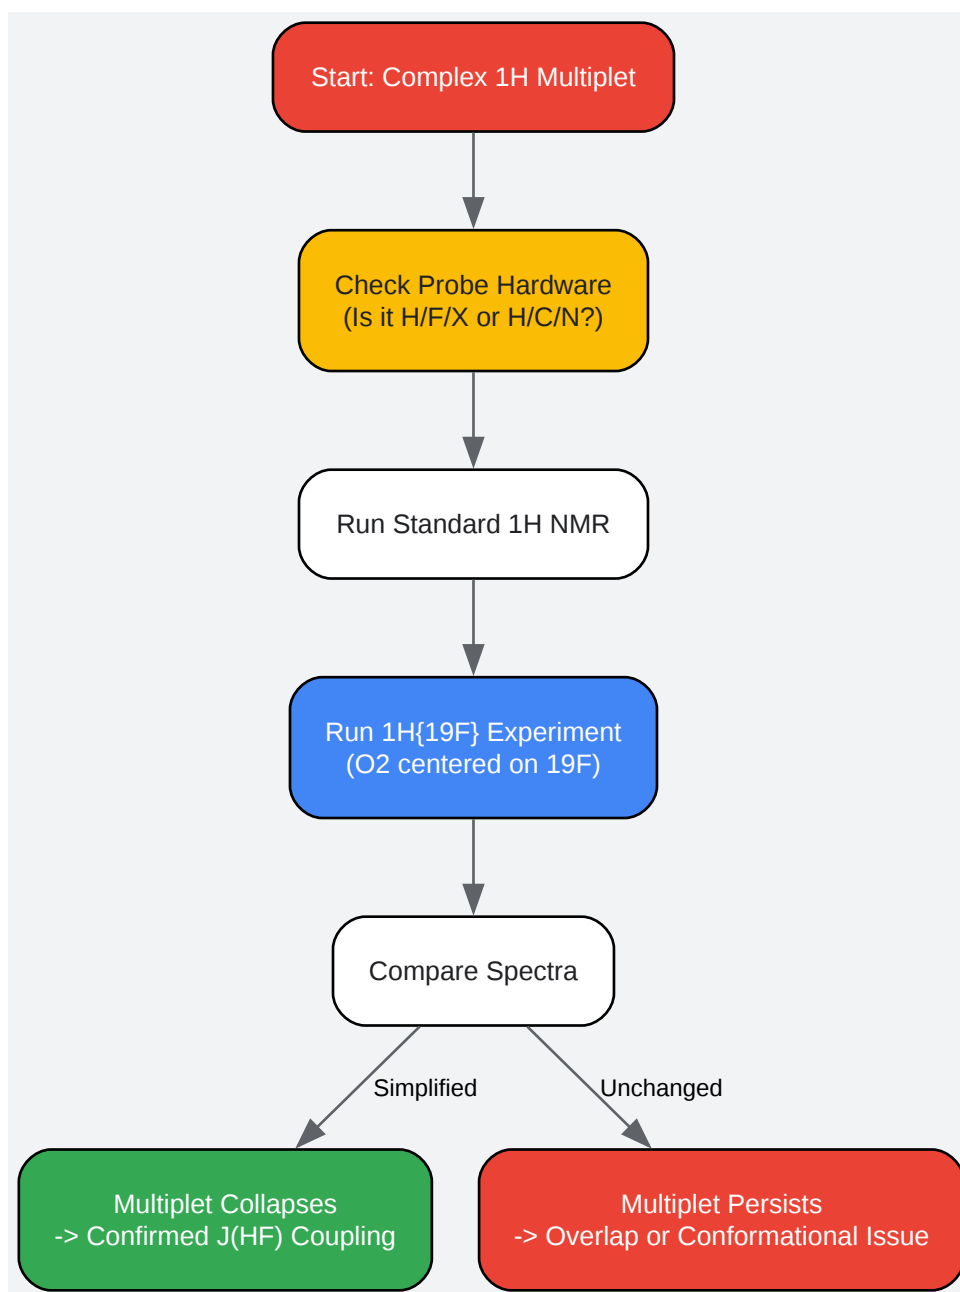 Start: Complex 1H Multiplet
Check Probe Hardware
(Is it H/F/X or H/C/N?)
Run Standard 1H NMR
Run 1H{19F} Experiment
(O2 centered on 19F)
Compare Spectra
Simplified
Unchanged
Multiplet Collapses
-> Confirmed J(HF) Coupling
Multiplet Persists
-> Overlap or Conformational Issue